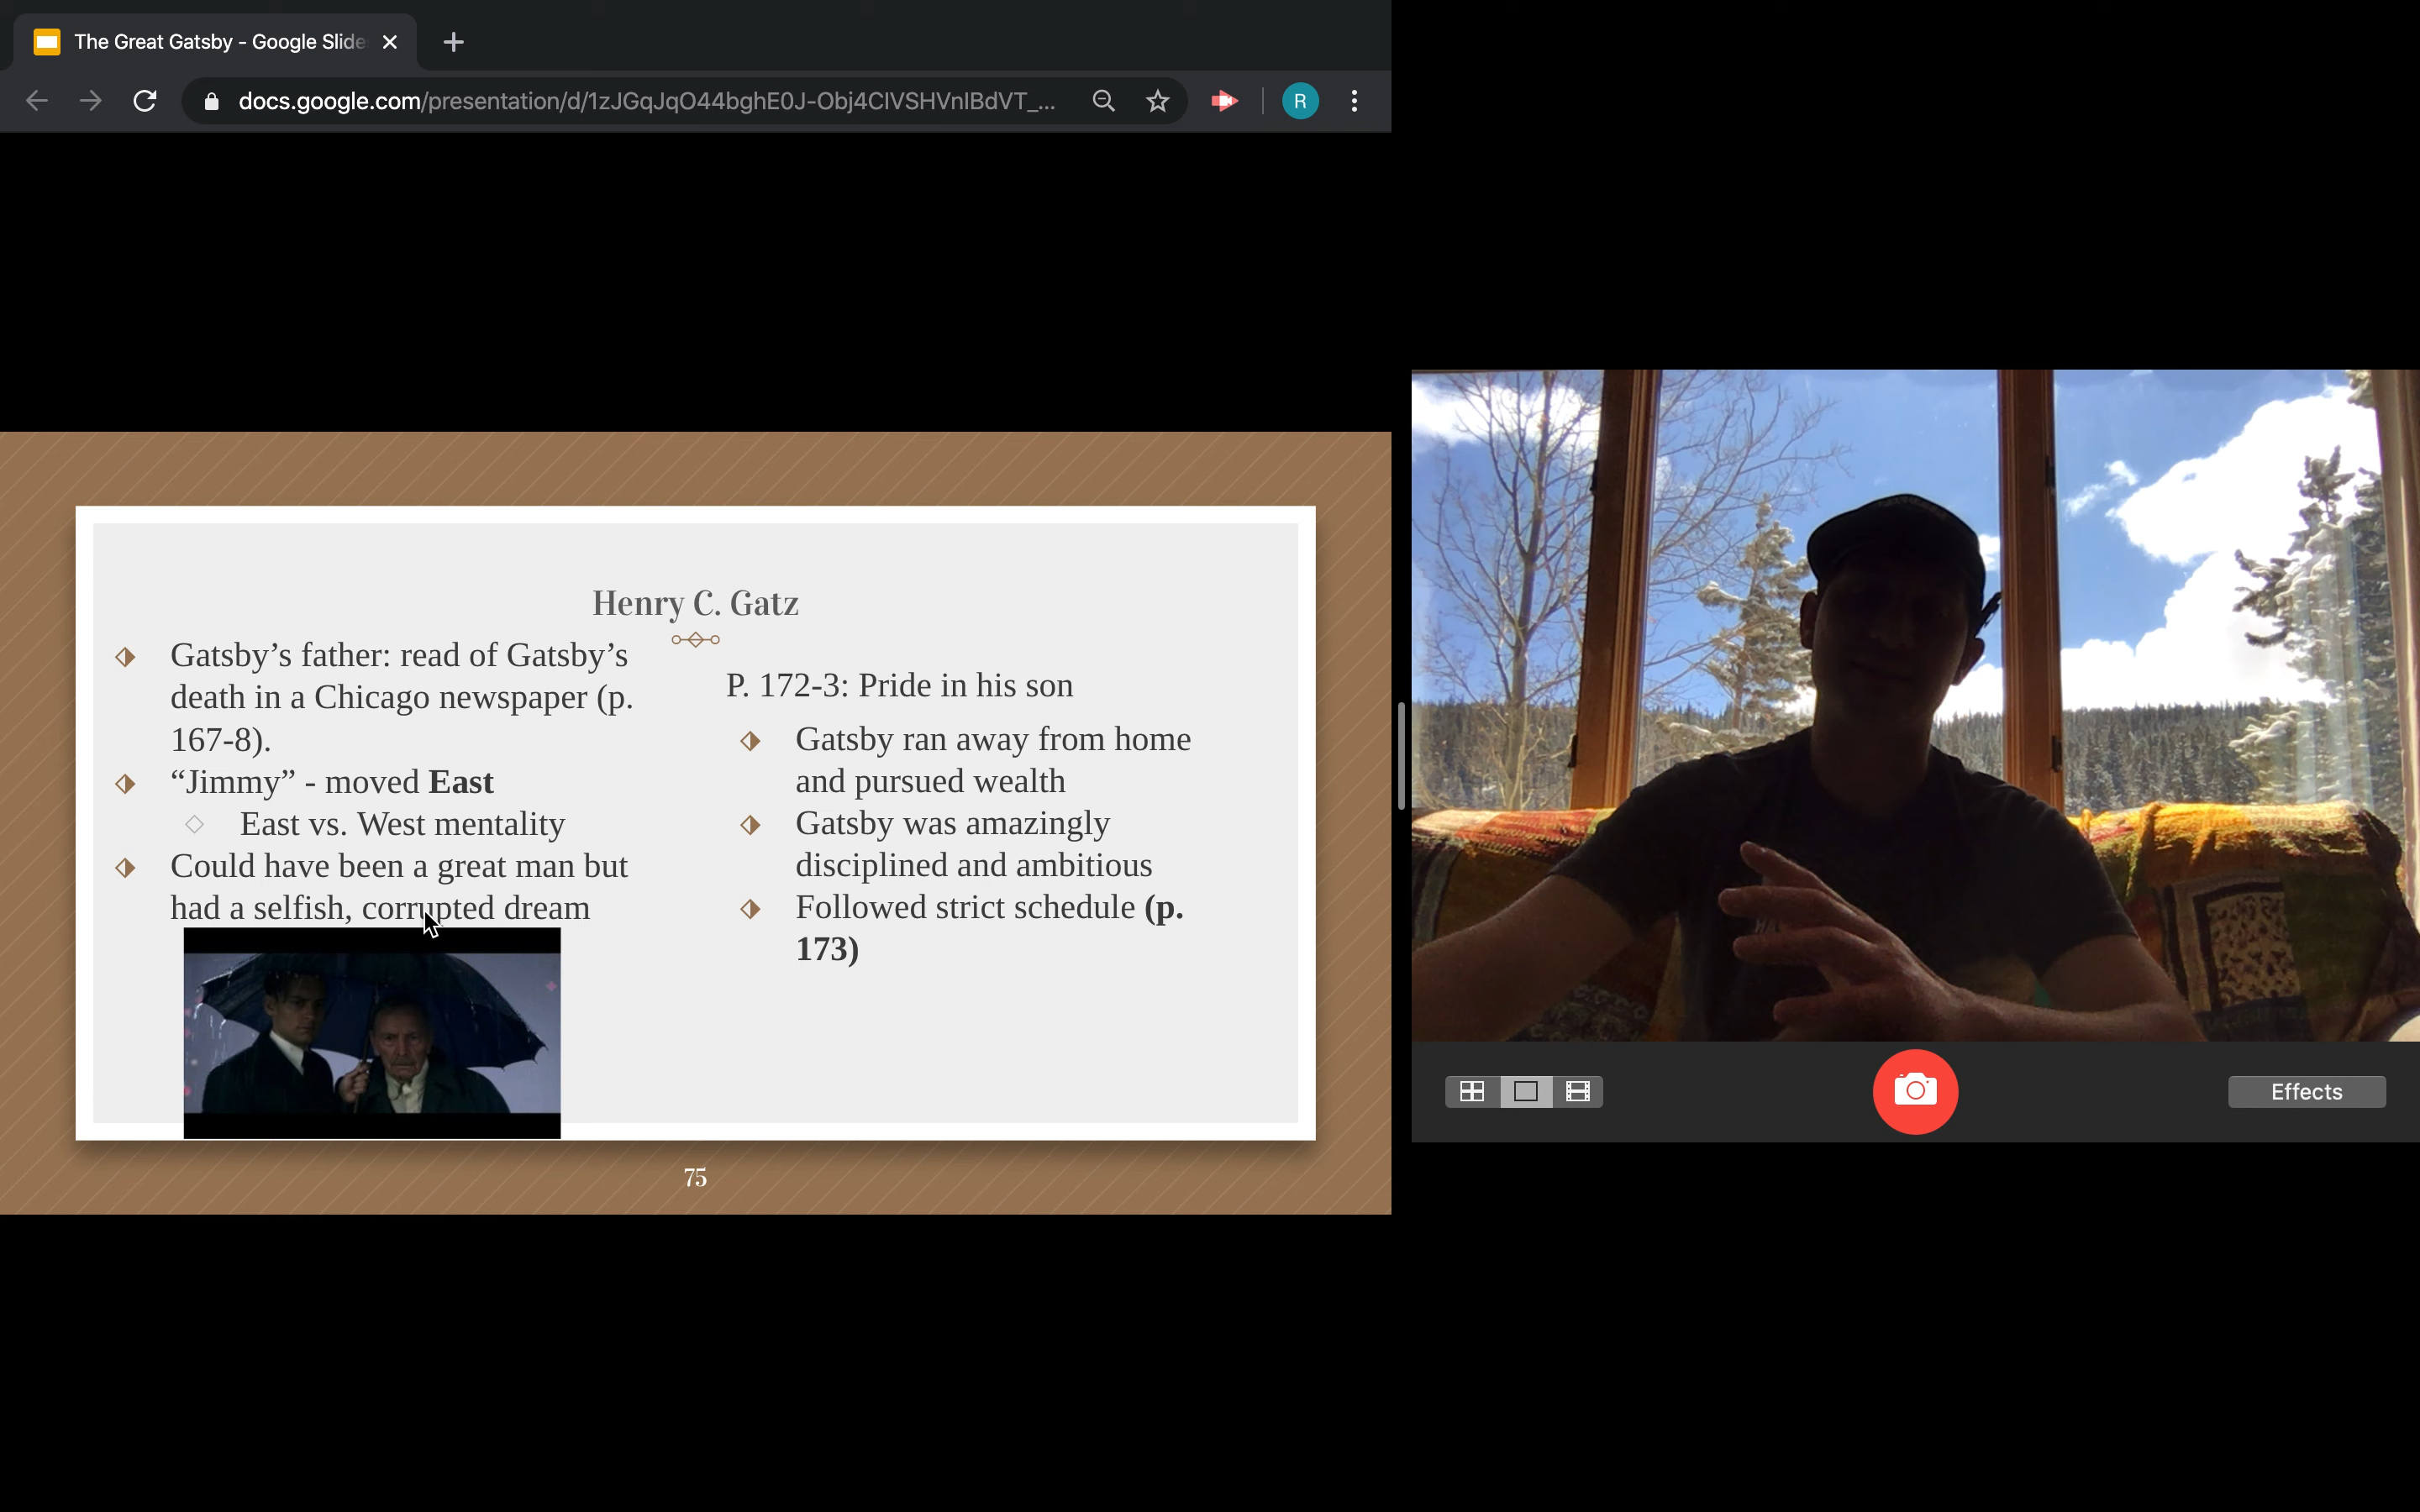 The Great Gatsby - Google Slide
docs.google.com/presentation/d/1zJGqJqO44bghE0J-Obj4ClVSHVnlBdVT_...
R
Henry C. Gatz
Gatsby’s father: read of Gatsby’s
death in a Chicago newspaper (p.
167-8).
“Jimmy” - moved East
East vs. West mentality
Could have been a great man but
had a selfish, corrupted dream
P. 172-3: Pride in his son
Gatsby ran away from home
and pursued wealth
Gatsby was amazingly
disciplined and ambitious
Followed strict schedule (p.
173)
75
Effects